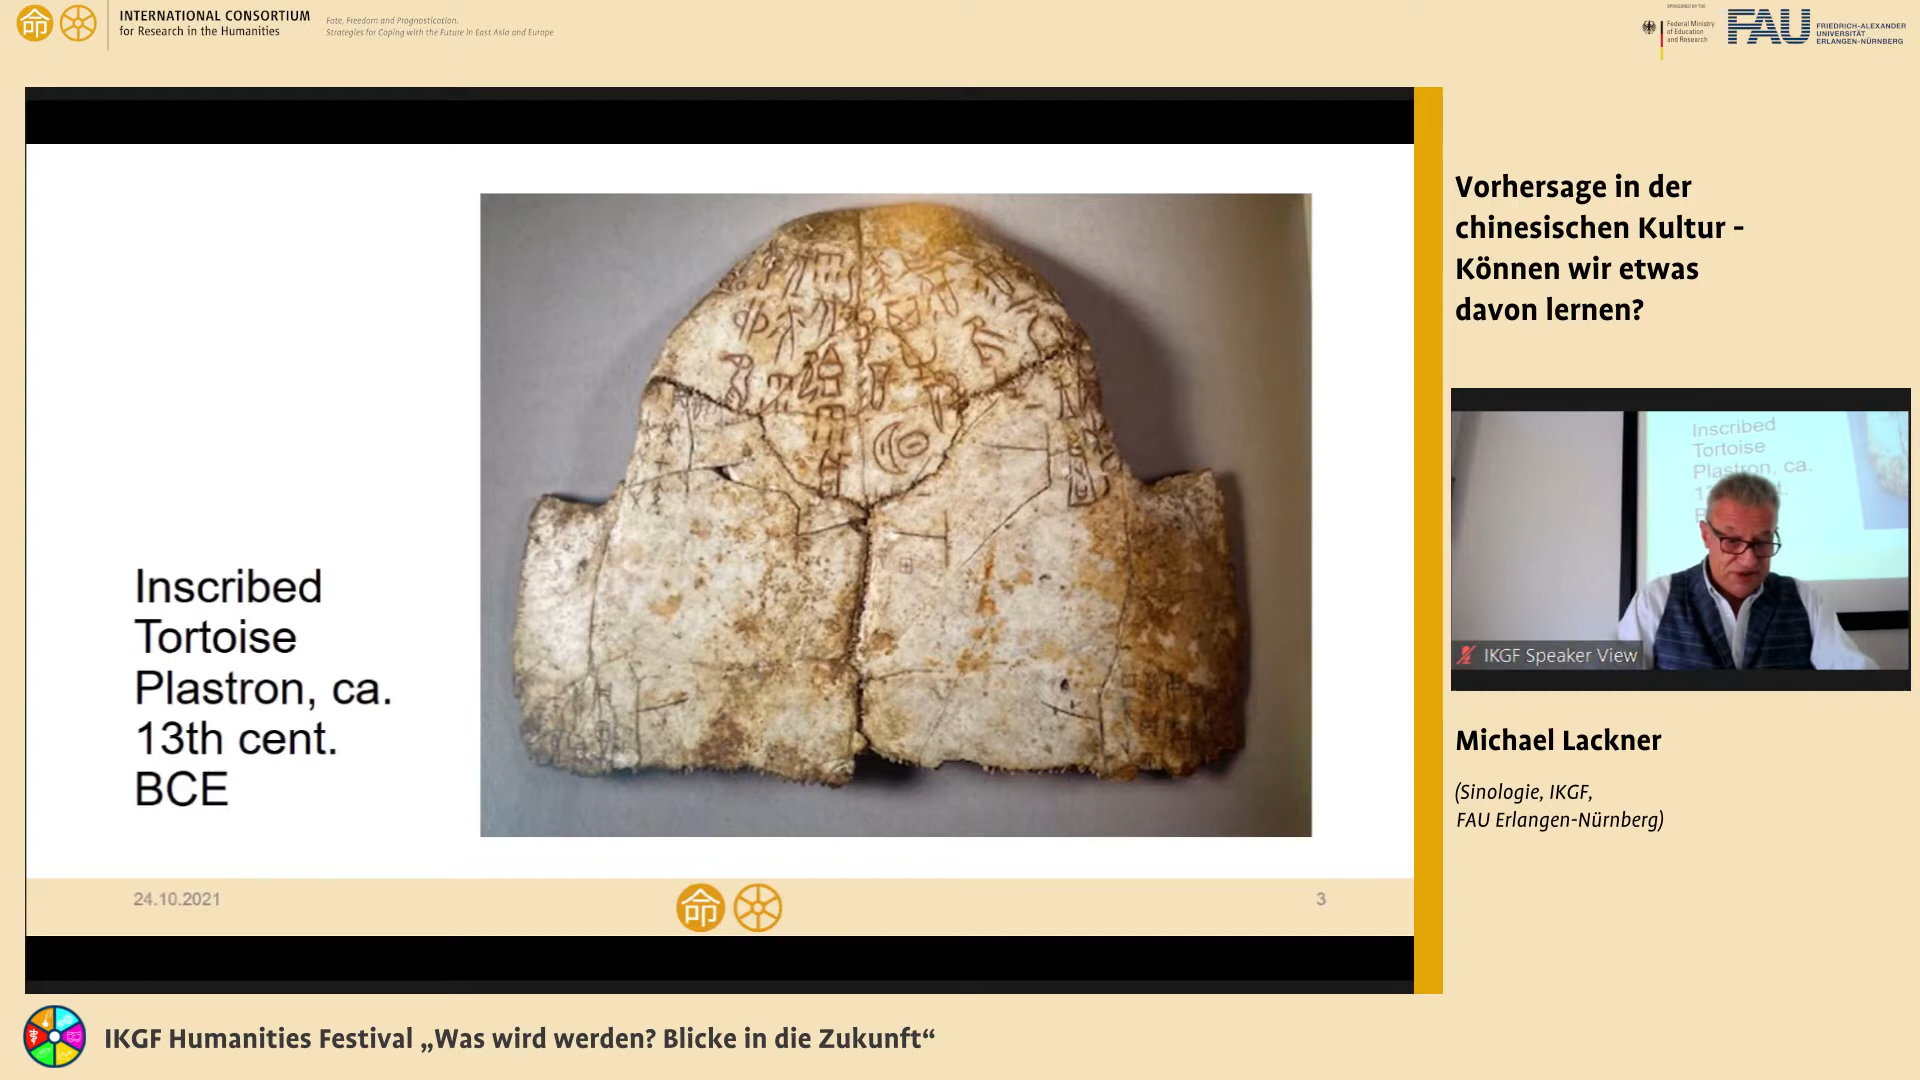 命
INTERNATIONAL CONSORTIUM
for Research in the Humanities
Fate, Freedom and Prognostication.
Strategies for Coping with the Future in East Asia and Europe
SPONSORED BY THE
Federal Ministry
of Education
and Research
FAU
FRIEDRICH-ALEXANDER
UNIVERSITÄT
ERLANGEN-NÜRNBERG
Inscribed
Tortoise
Plastron, ca.
13th cent.
BCE
24.10.2021
命
3
Vorhersage in der
chinesischen Kultur -
Können wir etwas
davon lernen?
Inscribed
Tortoise
Plastron, ca.
IKGF Speaker View
Michael Lackner
(Sinologie, IKGF,
FAU Erlangen-Nürnberg)
IKGF Humanities Festival „Was wird werden? Blicke in die Zukunft“